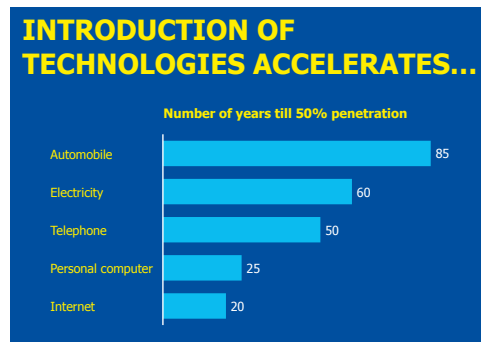 INTRODUCTION OF
TECHNOLOGIES ACCELERATES...
Number of years till 50% penetration
Automobile 85
Electricity 60
Telephone 50
Personal computer 25
Internet 20